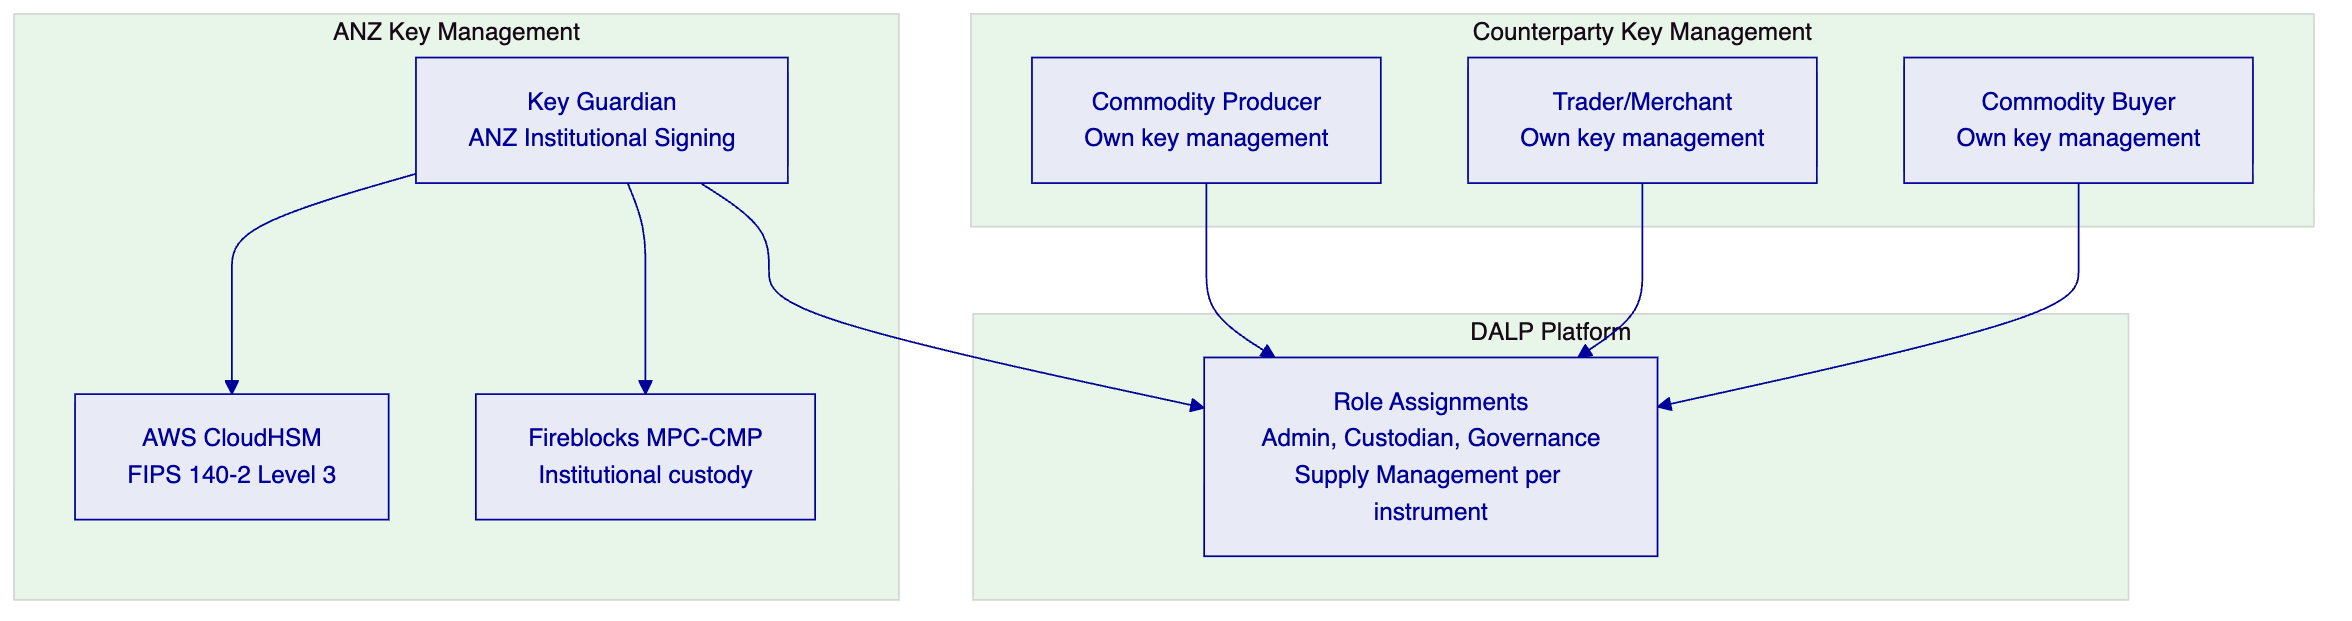 ANZ Key Management
Key Guardian
ANZ Institutional Signing
AWS CloudHSM
FIPS 140-2 Level 3
Fireblocks MPC-CMP
Institutional custody
Counterparty Key Management
Commodity Producer
Own key management
Trader/Merchant
Own key management
Commodity Buyer
Own key management
DALP Platform
Role Assignments
Admin, Custodian, Governance
Supply Management per
instrument